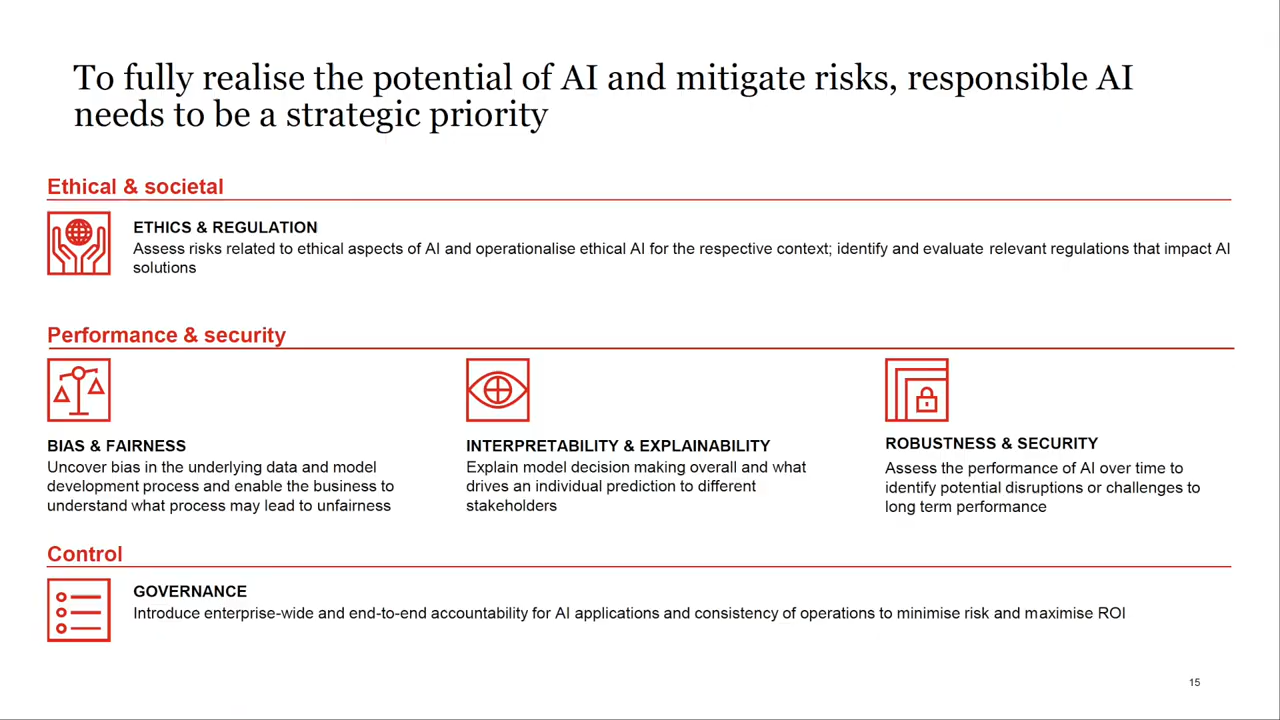 To fully realise the potential of AI and mitigate risks, responsible AI
needs to be a strategic priority
Ethical & societal
ETHICS & REGULATION
Assess risks related to ethical aspects of AI and operationalise ethical AI for the respective context; identify and evaluate relevant regulations that impact AI
solutions
Performance & security
BIAS & FAIRNESS
Uncover bias in the underlying data and model
development process and enable the business to
understand what process may lead to unfairness
INTERPRETABILITY & EXPLAINABILITY
Explain model decision making overall and what
drives an individual prediction to different
stakeholders
ROBUSTNESS & SECURITY
Assess the performance of AI over time to
identify potential disruptions or challenges to
long term performance
Control
GOVERNANCE
Introduce enterprise-wide and end-to-end accountability for AI applications and consistency of operations to minimise risk and maximise ROI
15